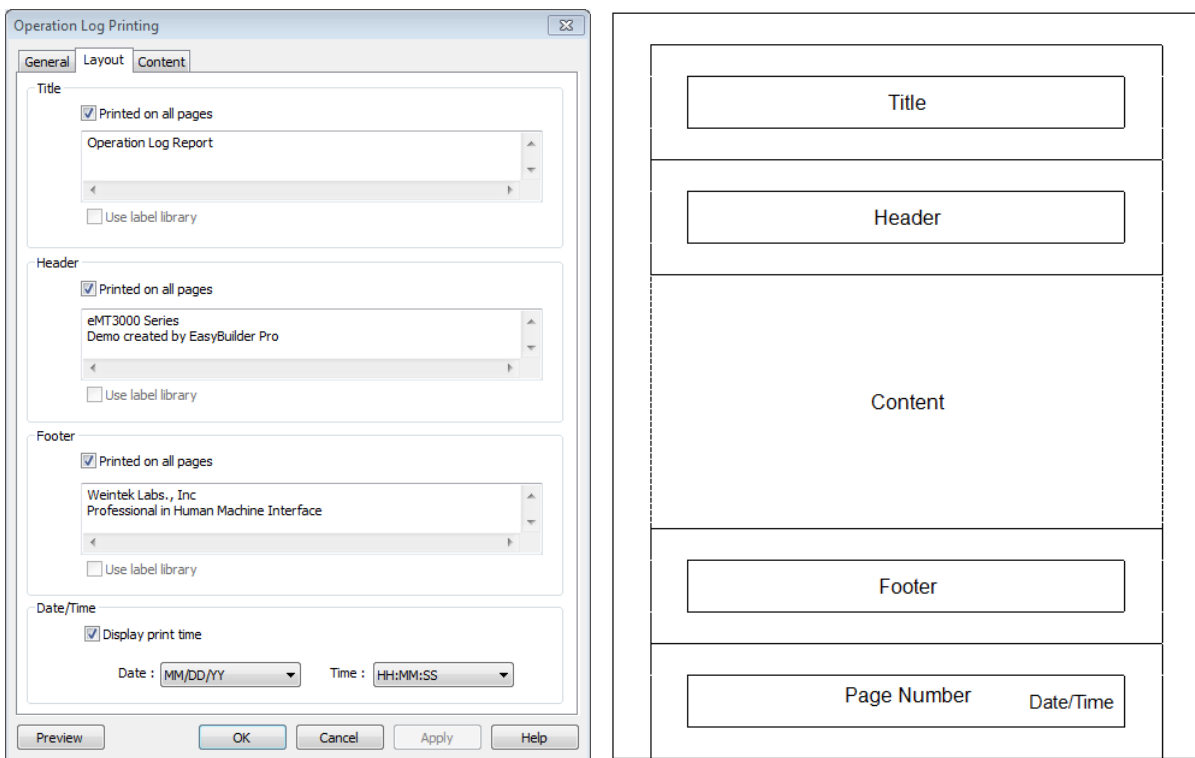 Operation Log Printing
General Layout Content
Title
Printed on all pages
Operation Log Report
Use label library
Header
Printed on all pages
eMT3000 Series
Demo created by EasyBuilder Pro
Use label library
Footer
Printed on all pages
Weintek Labs., Inc
Professional in Human Machine Interface
Use label library
Date/Time
Display print time
Date : MM/DD/YY Time : HH:MM:SS
Preview OK Cancel Apply Help
Title
Header
Content
Footer
Page Number
Date/Time